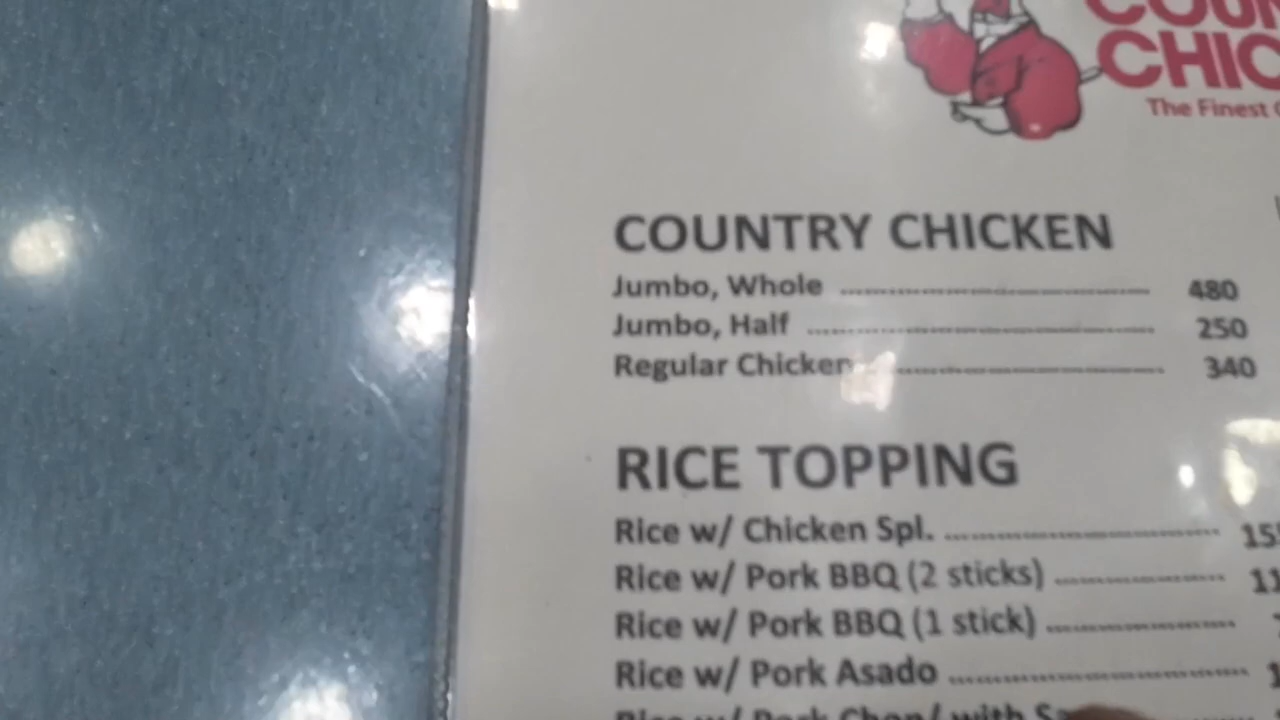 The Finest
COUNTRY CHICKEN
Jumbo, Whole 480
Jumbo, Half 250
Regular Chicken 340
RICE TOPPING
Rice w/ Chicken Spl.
Rice w/ Pork BBQ (2 sticks)
Rice w/ Pork BBQ (1 stick)
Rice w/ Pork Asado